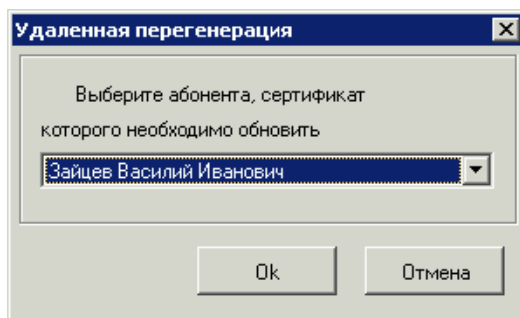 Удаленная перегенерация
Выберите абонента, сертификат
которого необходимо обновить
Зайцев Василий Иванович
Ok
Отмена